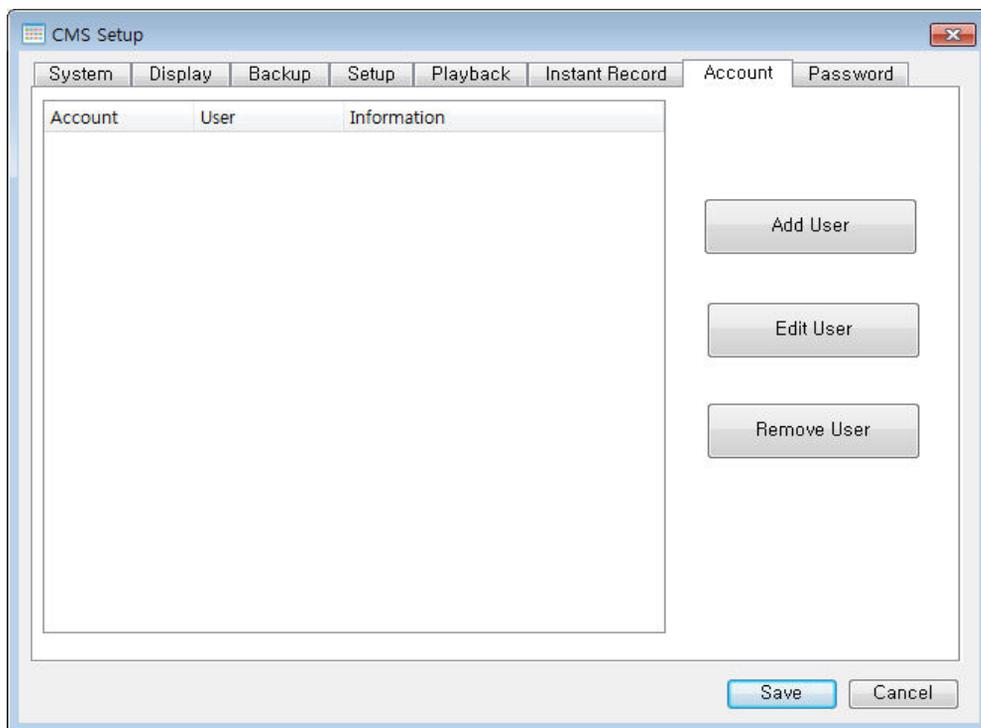 CMS Setup
System Display Backup Setup Playback Instant Record Account Password
Account User Information
Add User
Edit User
Remove User
Save Cancel